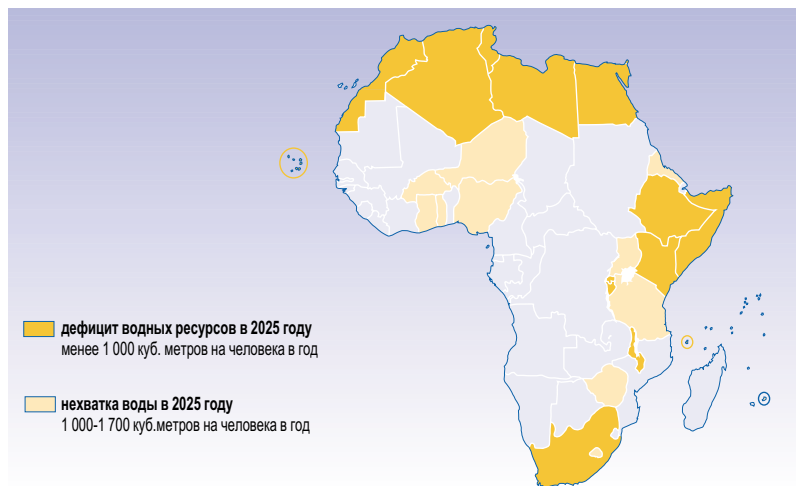 дефицит водных ресурсов в 2025 году
менее 1 000 куб. метров на человека в год
нехватка воды в 2025 году
1 000-1 700 куб.метров на человека в год